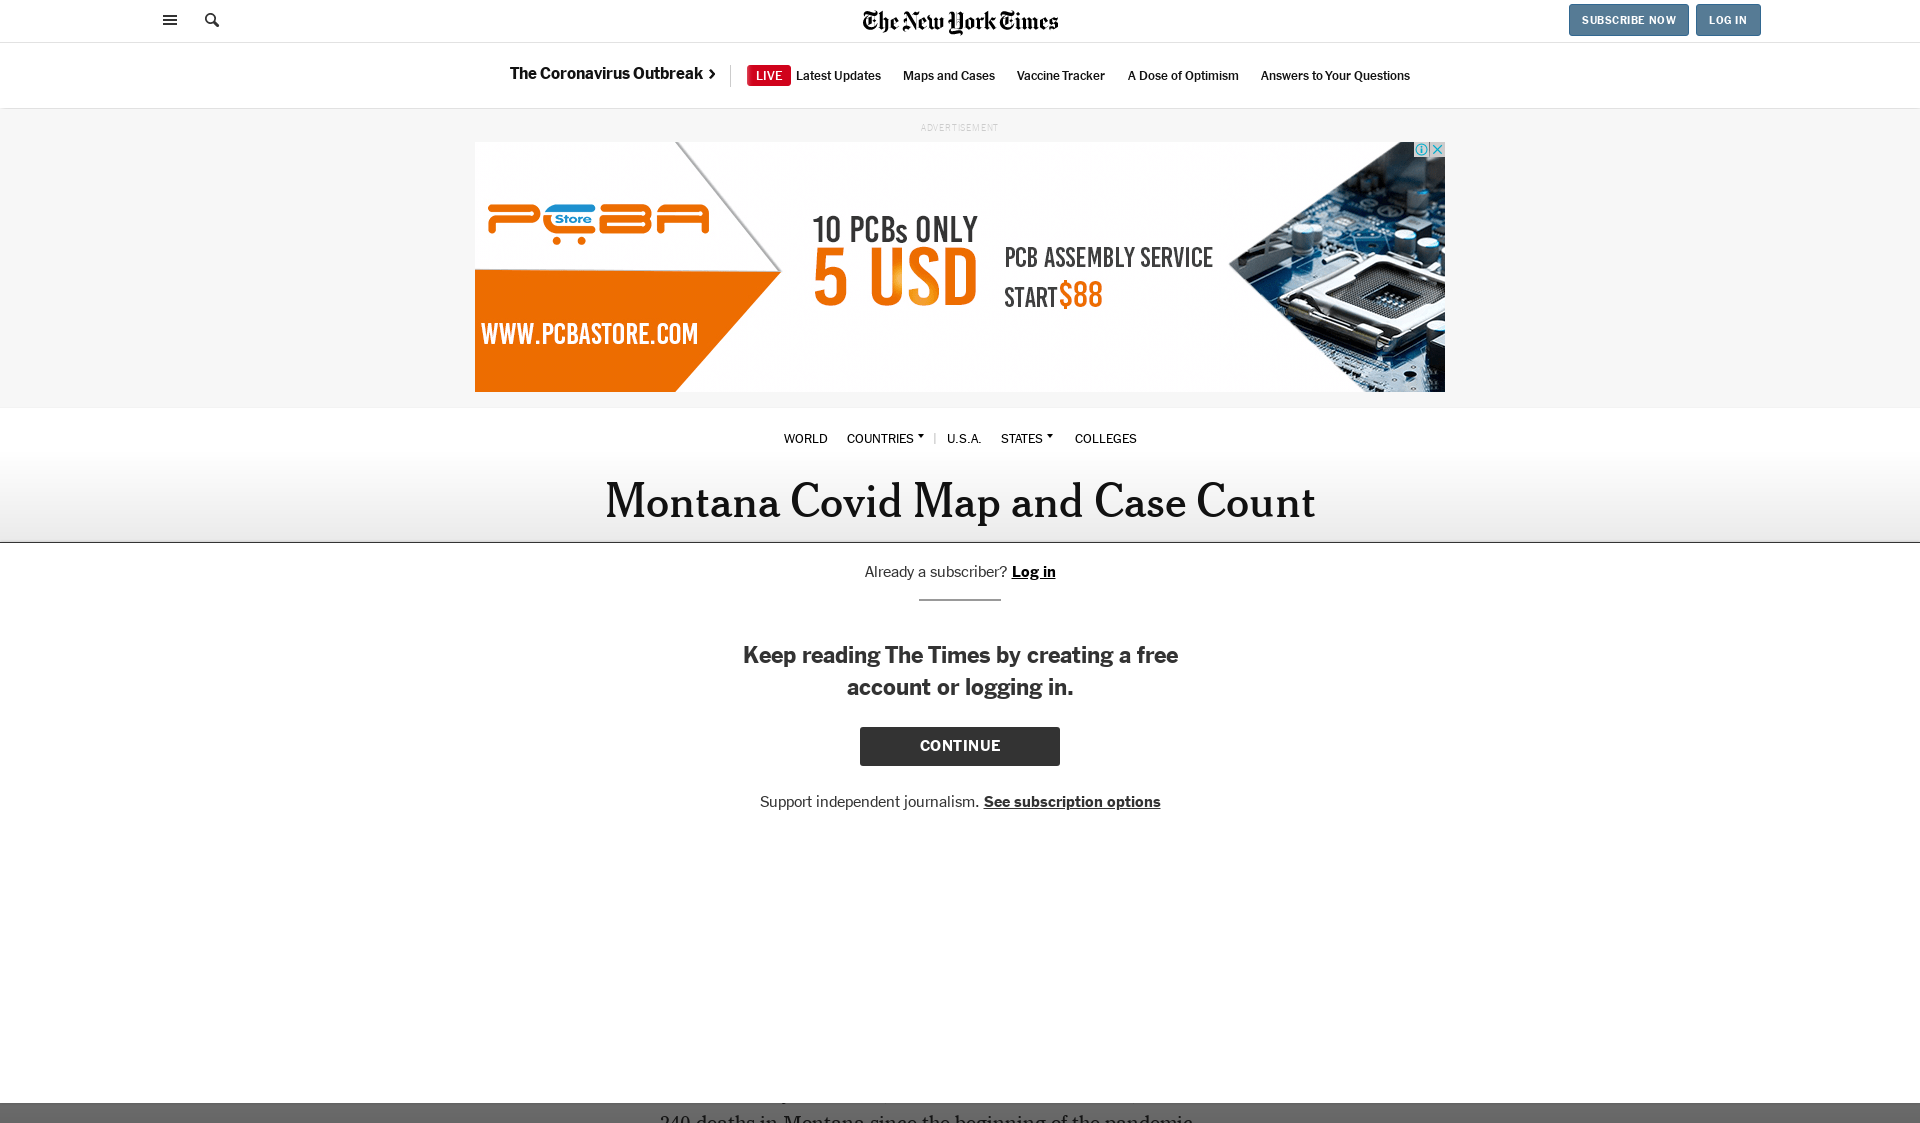 The New York Times
SUBSCRIBE NOW
LOG IN
The Coronavirus Outbreak
LIVE Latest Updates
Maps and Cases
Vaccine Tracker
A Dose of Optimism
Answers to Your Questions
ADVERTISEMENT
PCBA
Store
WWW.PCBASTORE.COM
10 PCBs ONLY
5 USD
PCB ASSEMBLY SERVICE
START $88
WORLD COUNTRIES | U.S.A. STATES COLLEGES
Montana Covid Map and Case Count
Already a subscriber? Log in
Keep reading The Times by creating a free
account or logging in.
CONTINUE
Support independent journalism. See subscription options
240 deaths in Montana since the beginning of the pandemic